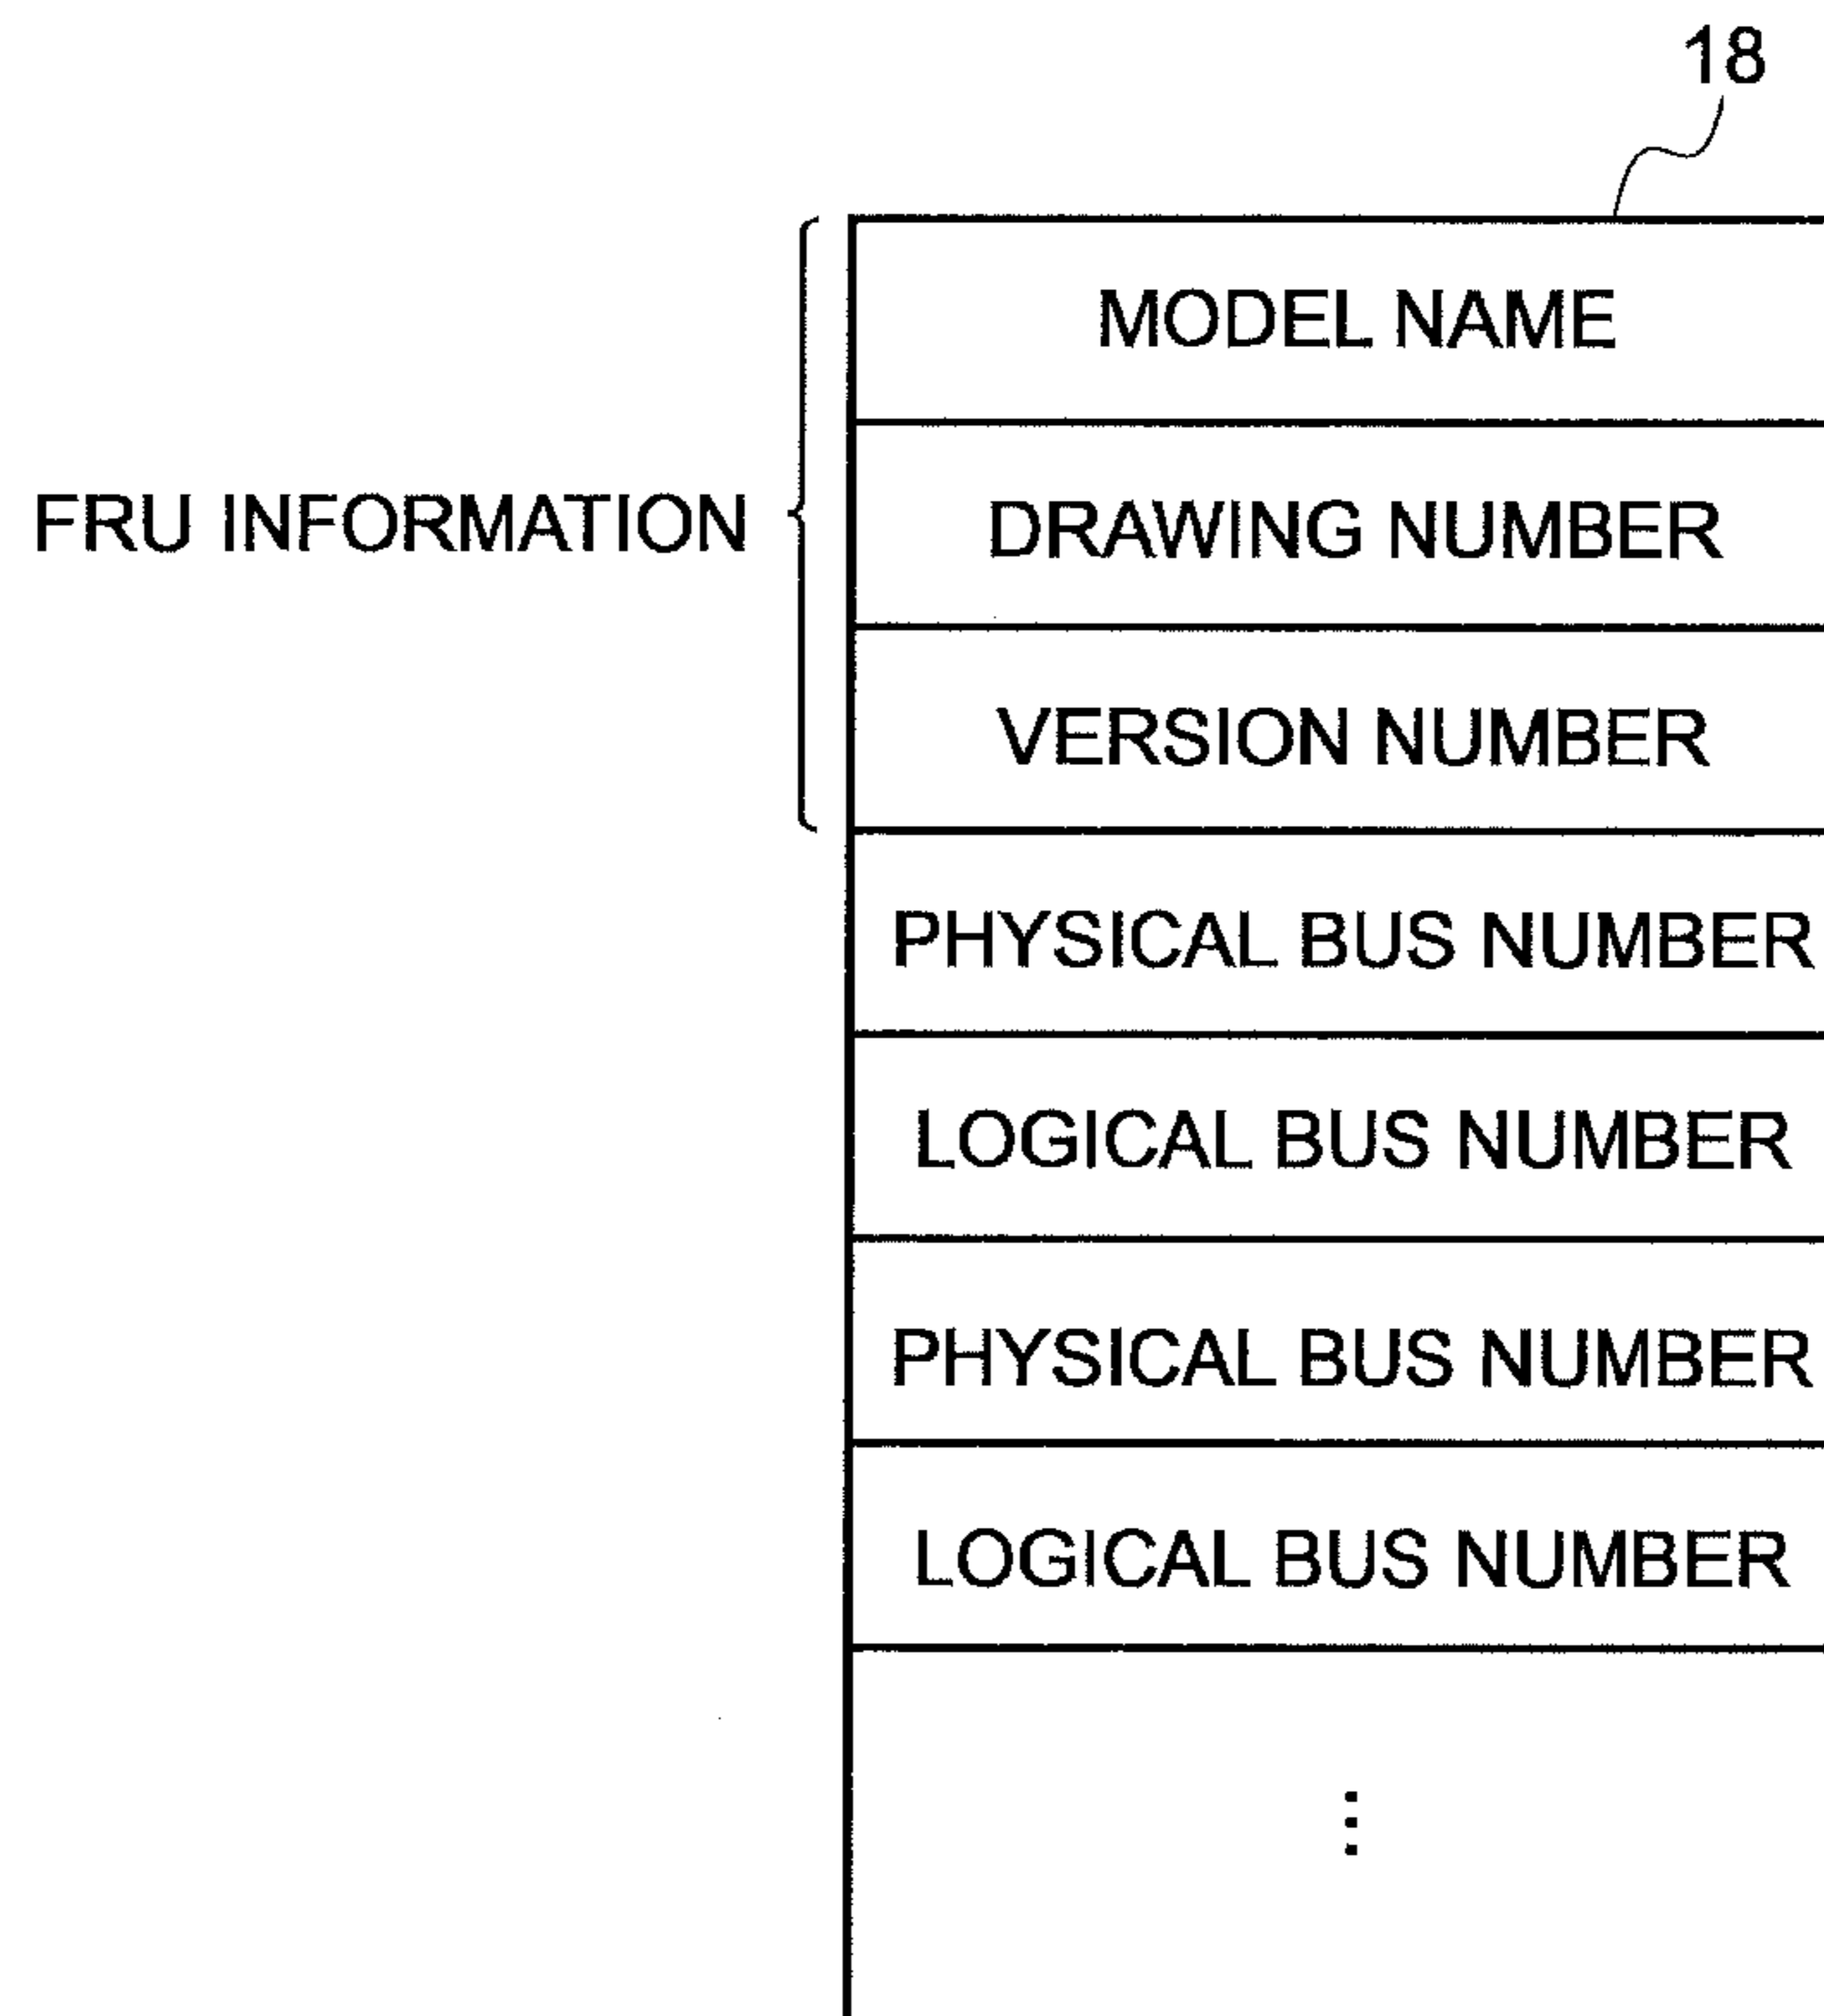 18
MODEL NAME
FRU INFORMATION
DRAWING NUMBER
VERSION NUMBER
PHYSICAL BUS NUMBER
LOGICAL BUS NUMBER
PHYSICAL BUS NUMBER
LOGICAL BUS NUMBER
⋮